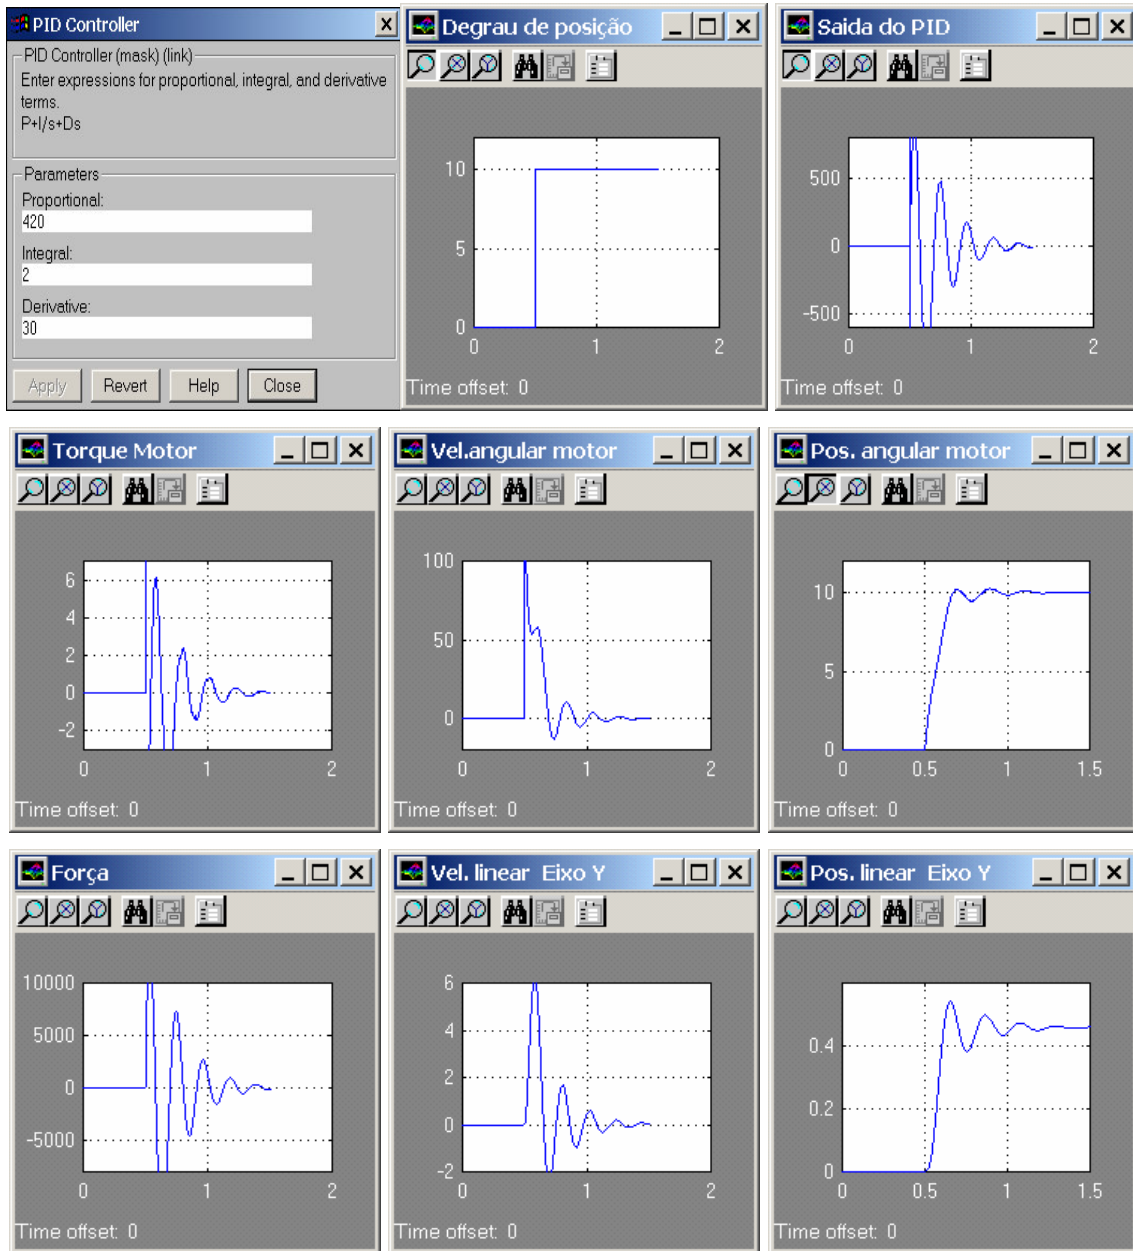 PID Controller
PID Controller (mask) (link)
Enter expressions for proportional, integral, and derivative
terms.
P+I/s+Ds
Parameters
Proportional:
420
Integral:
2
Derivative:
30
Apply Revert Help Close
Degrau de posição
10
5
0
0 1 2
Time offset: 0
Saida do PID
500
0
-500
0 1 2
Time offset: 0
Torque Motor
6
4
2
0
-2
0 1 2
Time offset: 0
Vel.angular motor
100
50
0
0 1 2
Time offset: 0
Pos. angular motor
10
5
0
0 0.5 1 1.5
Time offset: 0
Força
10000
5000
0
-5000
0 1 2
Time offset: 0
Vel. linear Eixo Y
6
4
2
0
-2
0 1 2
Time offset: 0
Pos. linear Eixo Y
0.4
0.2
0
0 0.5 1 1.5
Time offset: 0